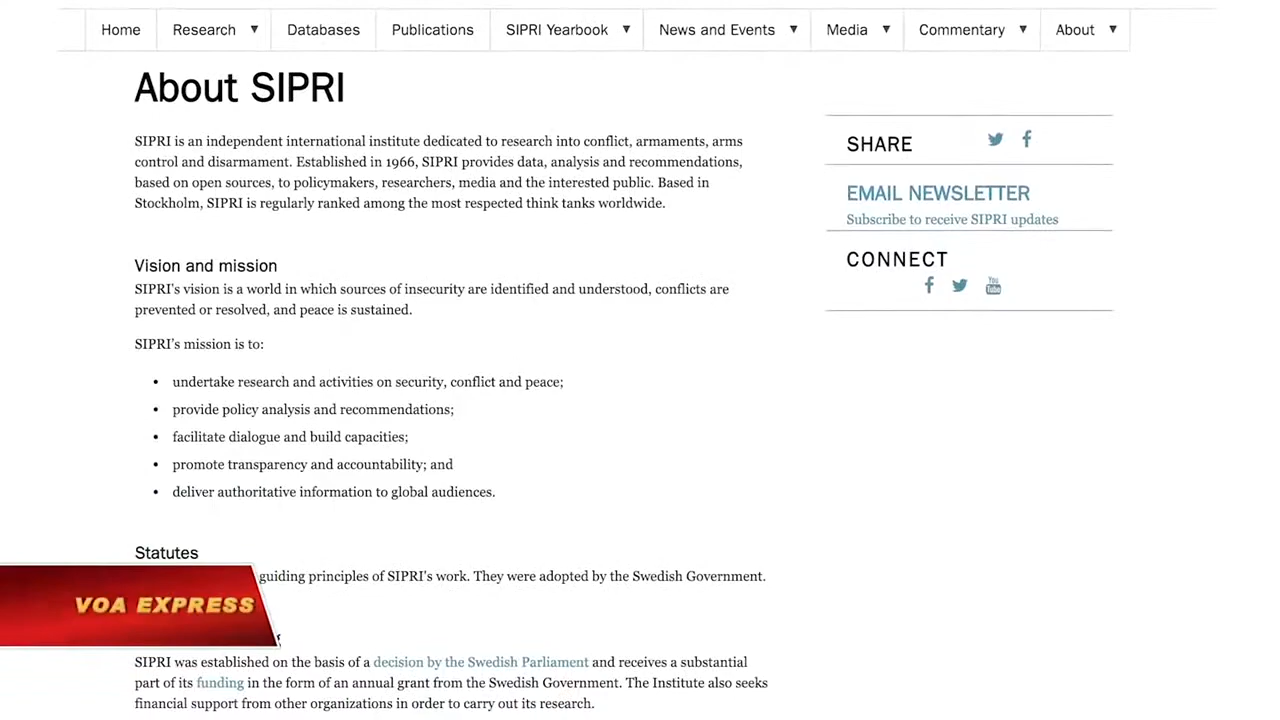 Home Research Databases Publications SIPRI Yearbook News and Events Media Commentary About
About SIPRI
SIPRI is an independent international institute dedicated to research into conflict, armaments, arms
control and disarmament. Established in 1966, SIPRI provides data, analysis and recommendations,
based on open sources, to policymakers, researchers, media and the interested public. Based in
Stockholm, SIPRI is regularly ranked among the most respected think tanks worldwide.
Vision and mission
SIPRI's vision is a world in which sources of insecurity are identified and understood, conflicts are
prevented or resolved, and peace is sustained.
SIPRI's mission is to:
• undertake research and activities on security, conflict and peace;
• provide policy analysis and recommendations;
• facilitate dialogue and build capacities;
• promote transparency and accountability; and
• deliver authoritative information to global audiences.
Statutes
guiding principles of SIPRI's work. They were adopted by the Swedish Government.
SIPRI was established on the basis of a decision by the Swedish Parliament and receives a substantial
part of its funding in the form of an annual grant from the Swedish Government. The Institute also seeks
financial support from other organizations in order to carry out its research.
SHARE
EMAIL NEWSLETTER
Subscribe to receive SIPRI updates
CONNECT
You Tube
VOA EXPRESS